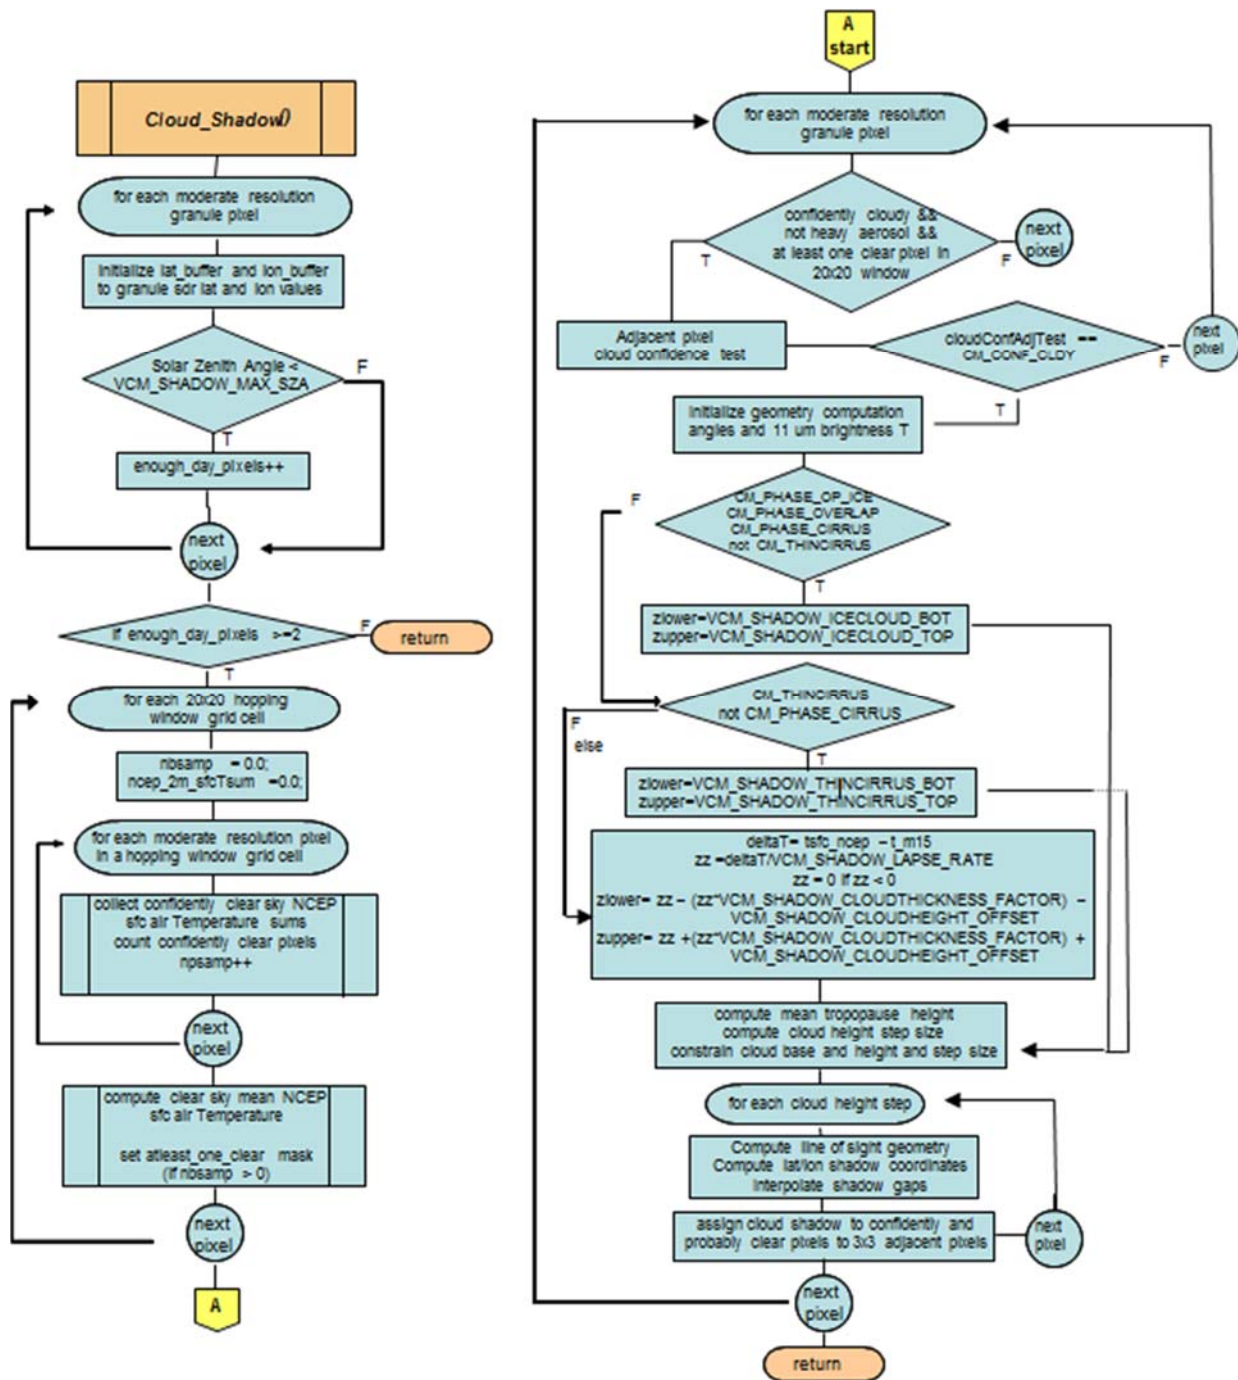 Cloud_Shadow()
for each moderate resolution
granule pixel
Initialize lat_buffer and lon_buffer
to granule sdr lat and lon values
Solar Zenith Angle <
VCM_SHADOW_MAX_SZA
F
T
enough_day_pixels++
next
pixel
If enough_day_pixels >=2
F
return
T
for each 20x20 hopping
window grid cell
nbsamp = 0.0;
ncep_2m_sfcTsum =0.0;
for each moderate resolution pixel
in a hopping window grid cell
collect confidently clear sky NCEP
sfc air Temperature sums
count confidently clear pixels
npsamp++
next
pixel
compute clear sky mean NCEP
sfc air Temperature
set atleast_one_clear mask
(if nbsamp > 0)
next
pixel
A
A
start
for each moderate resolution
granule pixel
confidently cloudy &&
not heavy aerosol &&
at least one clear pixel in
20x20 window
T
F
next
pixel
Adjacent pixel
cloud confidence test
cloudConfAdjTest ==
CM_CONF_CLDY
F
next
pixel
T
Initialize geometry computation
angles and 11 um brightness T
F
CM_PHASE_OP_ICE
CM_PHASE_OVERLAP
CM_PHASE_CIRRUS
not CM_THINCIRRUS
T
zlower=VCM_SHADOW_ICECLOUD_BOT
zupper=VCM_SHADOW_ICECLOUD_TOP
CM_THINCIRRUS
not CM_PHASE_CIRRUS
F
else
T
zlower=VCM_SHADOW_THINCIRRUS_BOT
zupper=VCM_SHADOW_THINCIRRUS_TOP
deltaT= tsfc_ncep – t_m15
zz =deltaT/VCM_SHADOW_LAPSE_RATE
zz = 0 if zz < 0
zlower= zz – (zz*VCM_SHADOW_CLOUDTHICKNESS_FACTOR) –
VCM_SHADOW_CLOUDHEIGHT_OFFSET
zupper= zz +(zz*VCM_SHADOW_CLOUDTHICKNESS_FACTOR) +
VCM_SHADOW_CLOUDHEIGHT_OFFSET
compute mean tropopause height
compute cloud height step size
constrain cloud base and height and step size
for each cloud height step
Compute line of sight geometry
Compute lat/lon shadow coordinates
Interpolate shadow gaps
assign cloud shadow to confidently and
probably clear pixels to 3x3 adjacent pixels
next
pixel
next
pixel
return